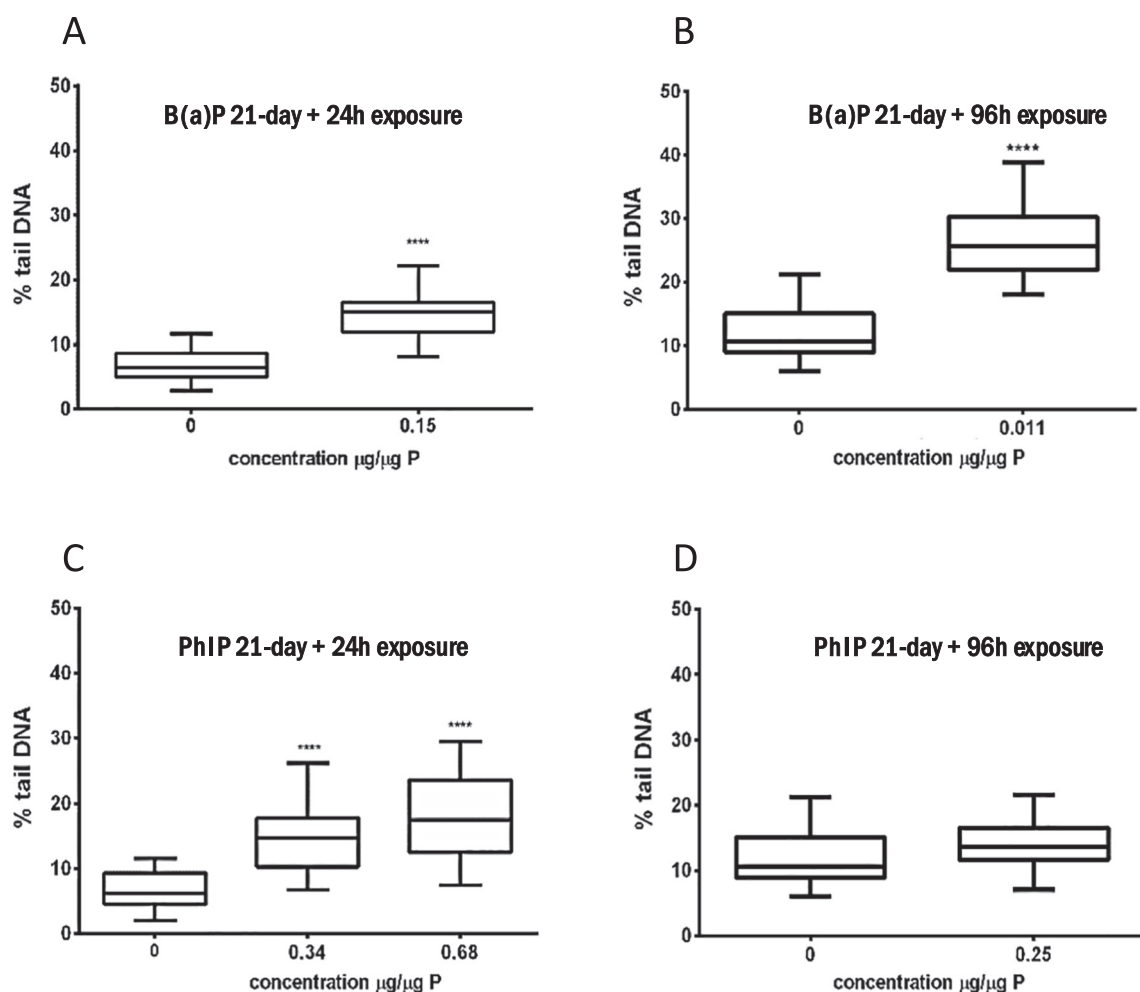 A
B(a)P 21-day + 24h exposure
% tail DNA
50
40
30
20
10
0
****
0
0.15
concentration μg/μg P
B
B(a)P 21-day + 96h exposure
% tail DNA
50
40
30
20
10
0
****
0
0.011
concentration μg/μg P
C
PhIP 21-day + 24h exposure
% tail DNA
50
40
30
20
10
0
****
****
0
0.34
0.68
concentration μg/μg P
D
PhIP 21-day + 96h exposure
% tail DNA
50
40
30
20
10
0
0
0.25
concentration μg/μg P